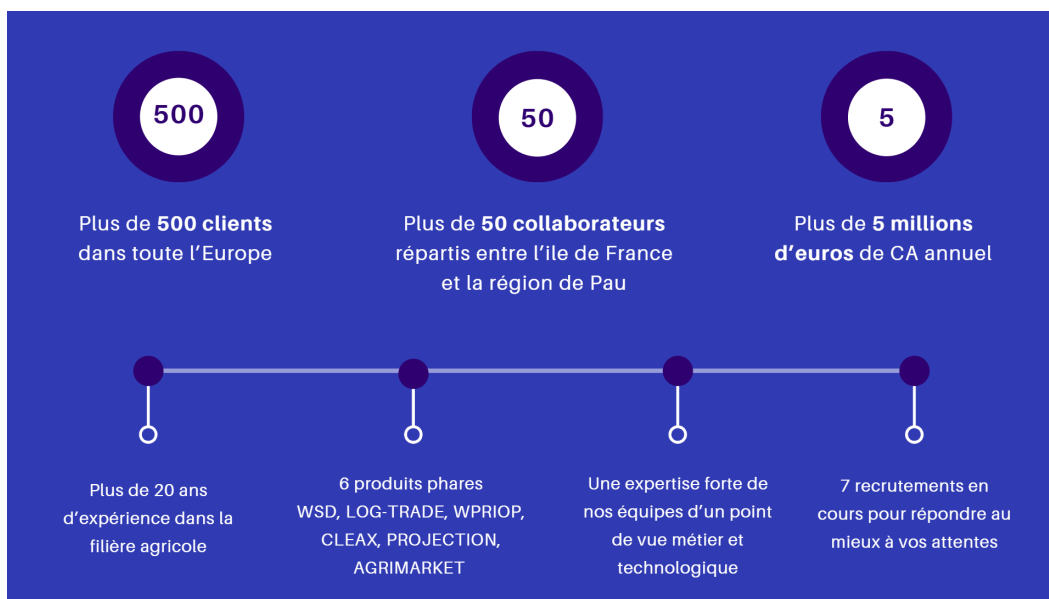 500
50
5
Plus de 500 clients
dans toute l'Europe
Plus de 50 collaborateurs
répartis entre l'ile de France
et la région de Pau
Plus de 5 millions
d'euros de CA annuel
Plus de 20 ans
d'expérience dans la
filière agricole
6 produits phares
WSD, LOG-TRADE, WPRIOP,
CLEAX, PROJECTION,
AGRIMARKET
Une expertise forte de
nos équipes d'un point
de vue métier et
technologique
7 recrutements en
cours pour répondre au
mieux à vos attentes